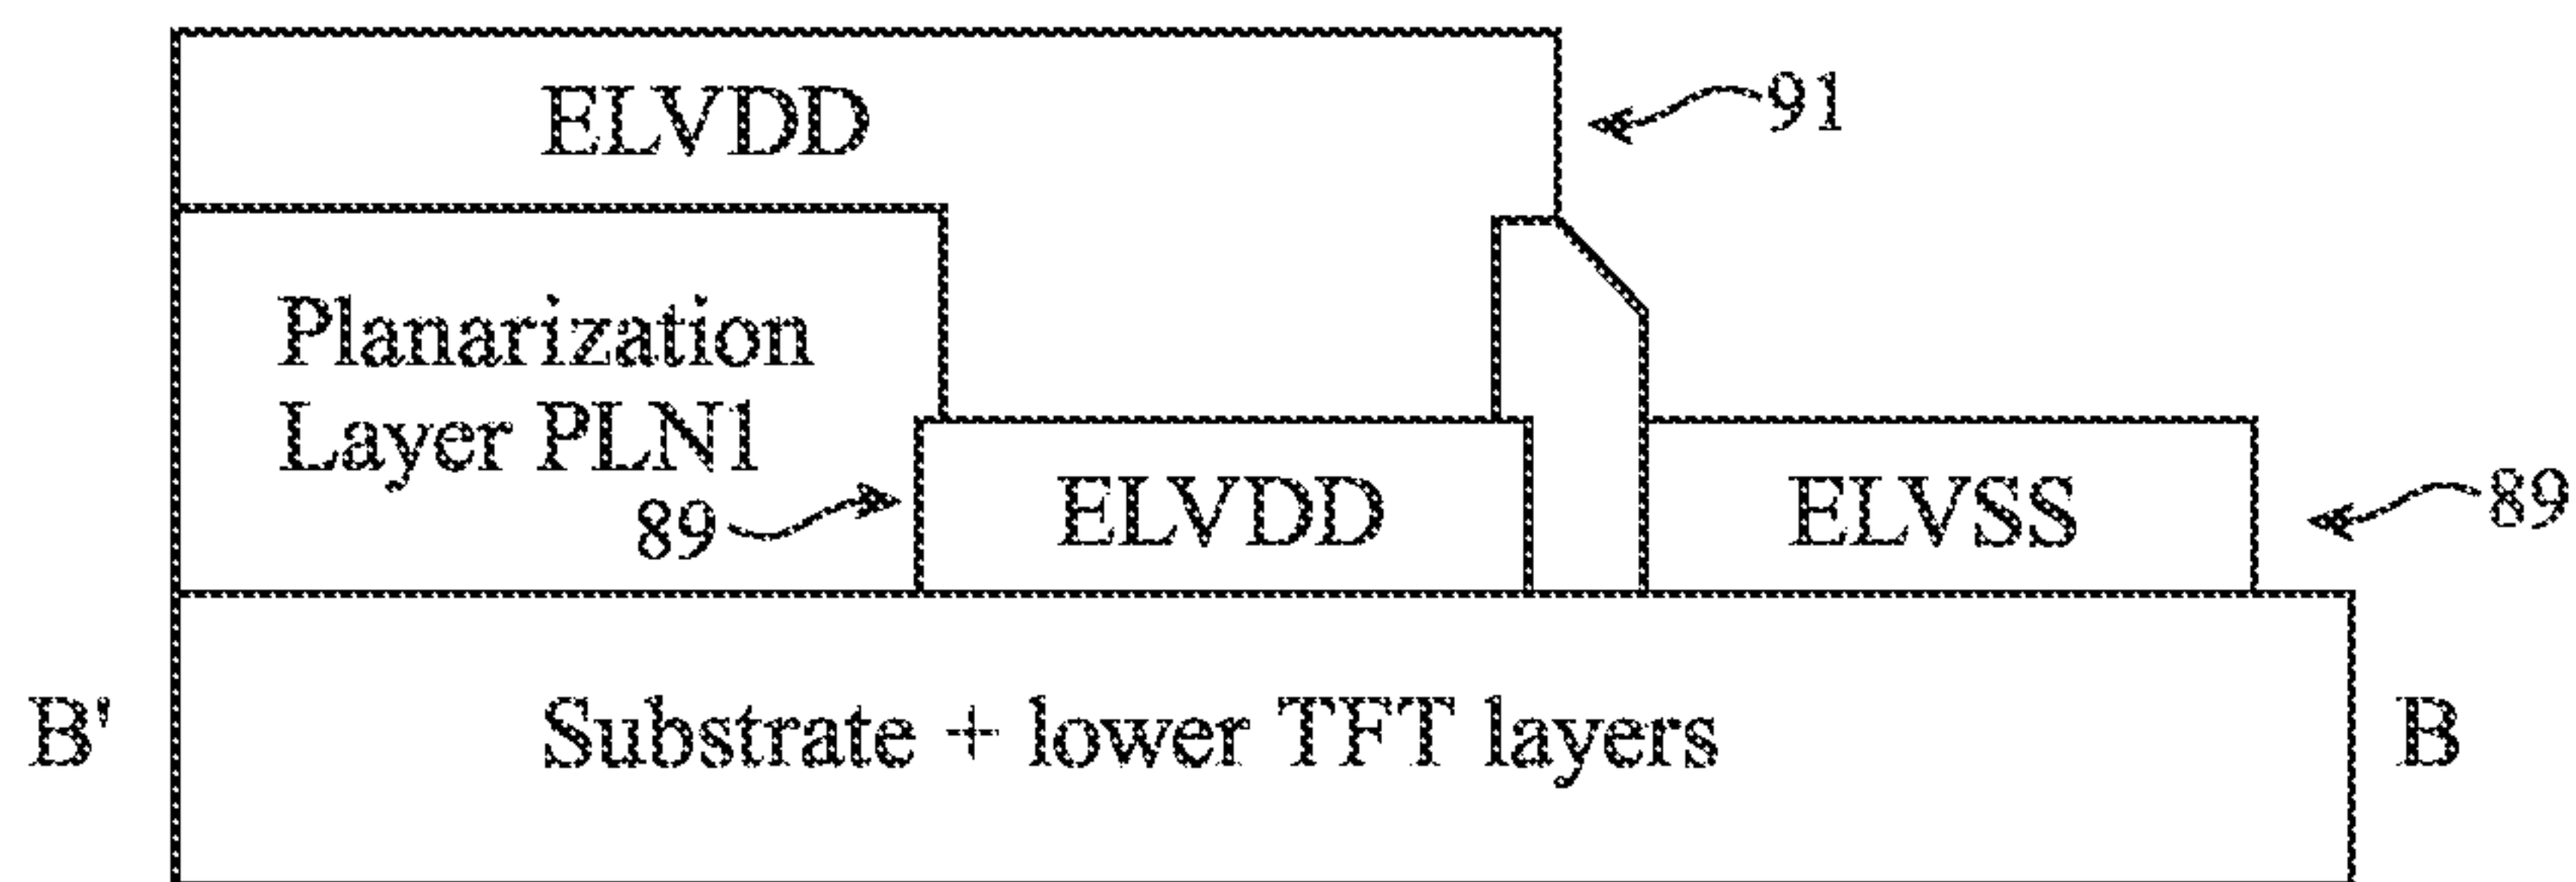 ELVDD
91
Planarization
Layer PLN1
89
ELVDD
ELVSS
89
B'
Substrate + lower TFT layers
B